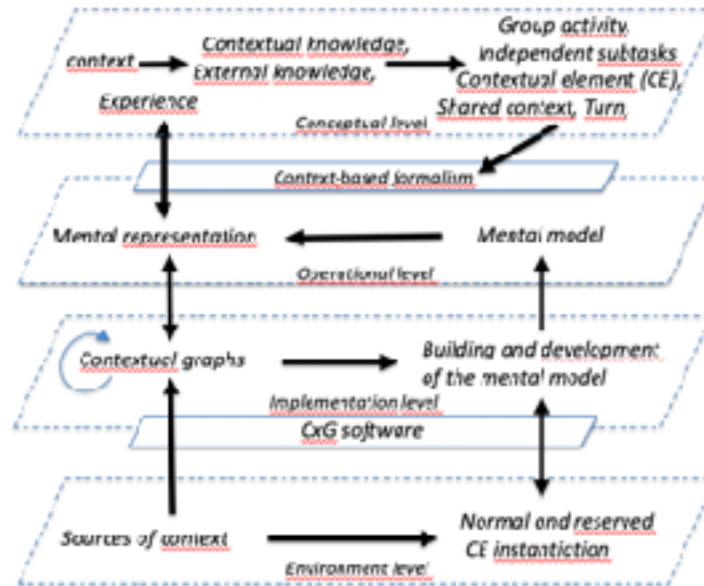 Group activity,
independent subtasks
Contextual element (CE),
Shared context, Turn,
context
Contextual knowledge,
External knowledge,
Experience
Conceptual level
Context-based formalism
Mental representation
Mental model
Operational level
Contextual graphs
Building and development
of the mental model
Implementation level
CxG software
Sources of context
Normal and reserved
CE instantiction
Environment level